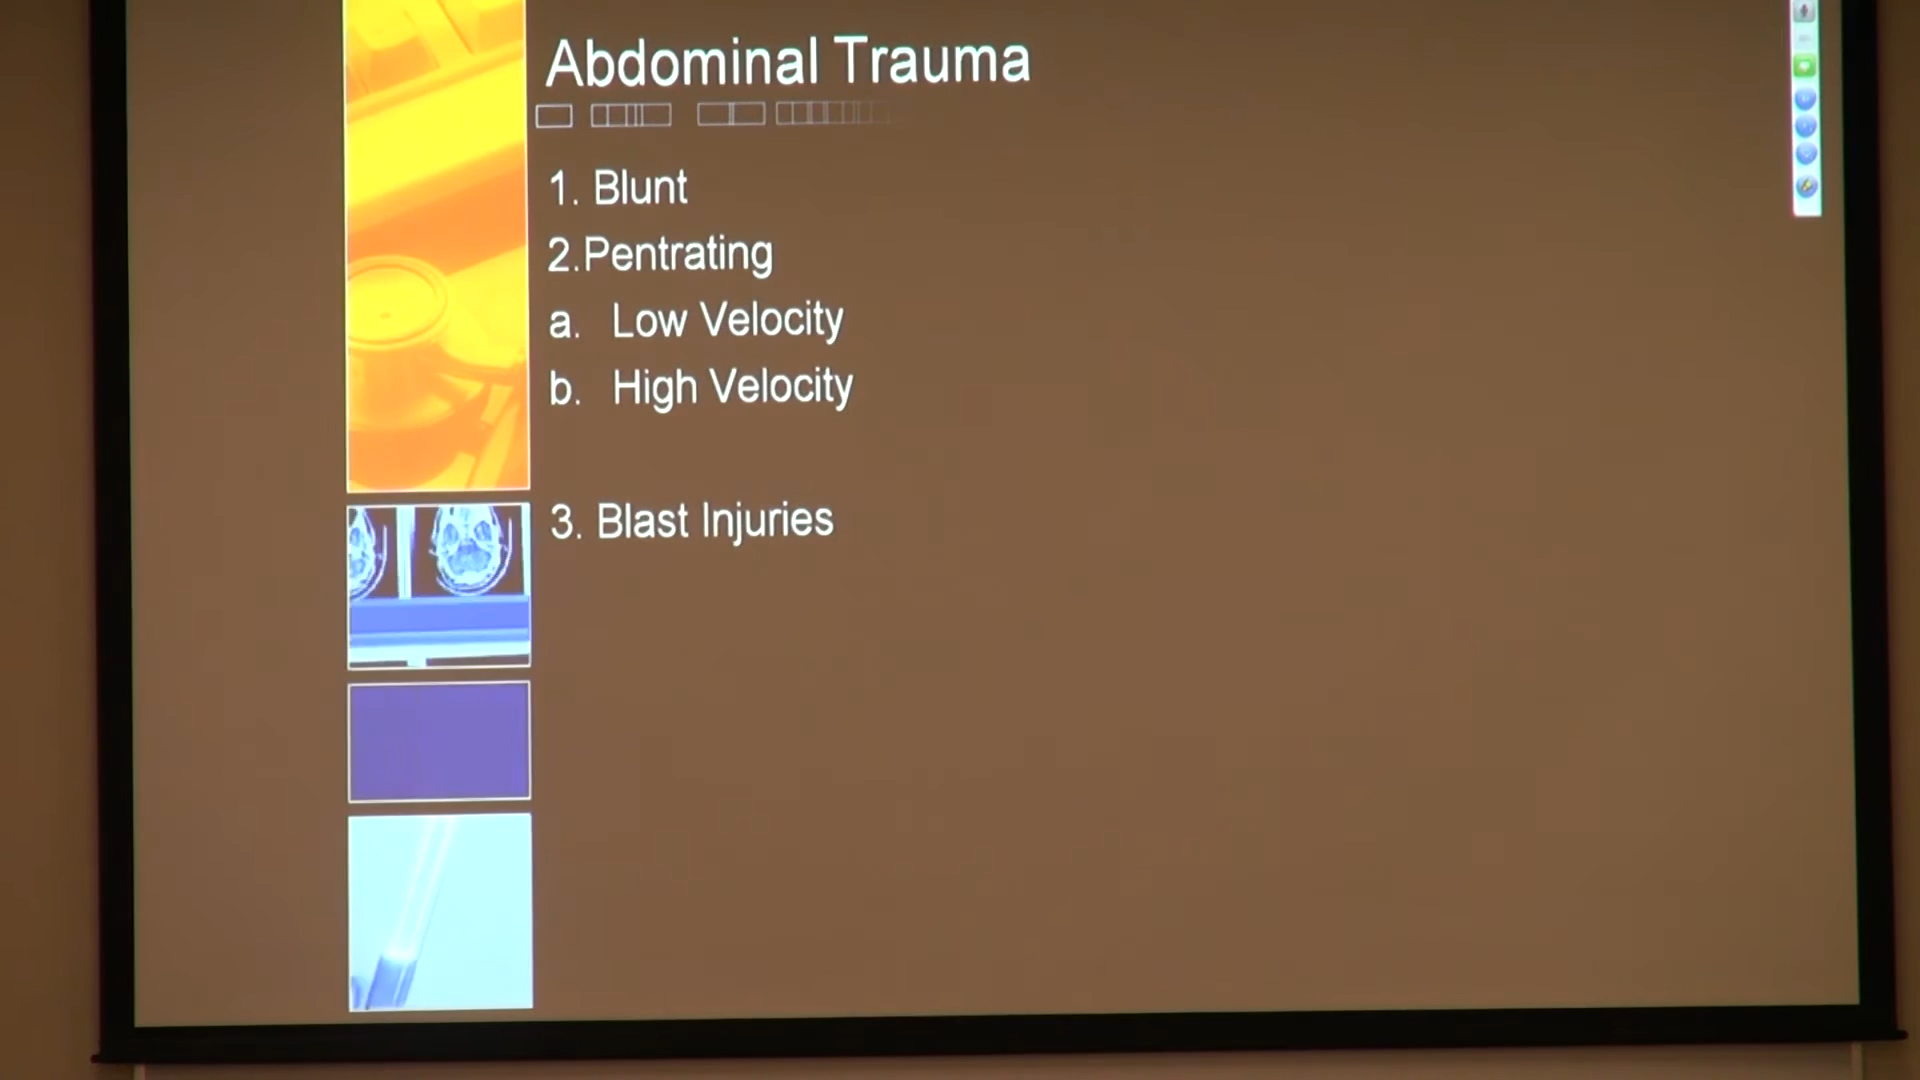 Abdominal Trauma
1. Blunt
2.Pentrating
a. Low Velocity
b. High Velocity
3. Blast Injuries